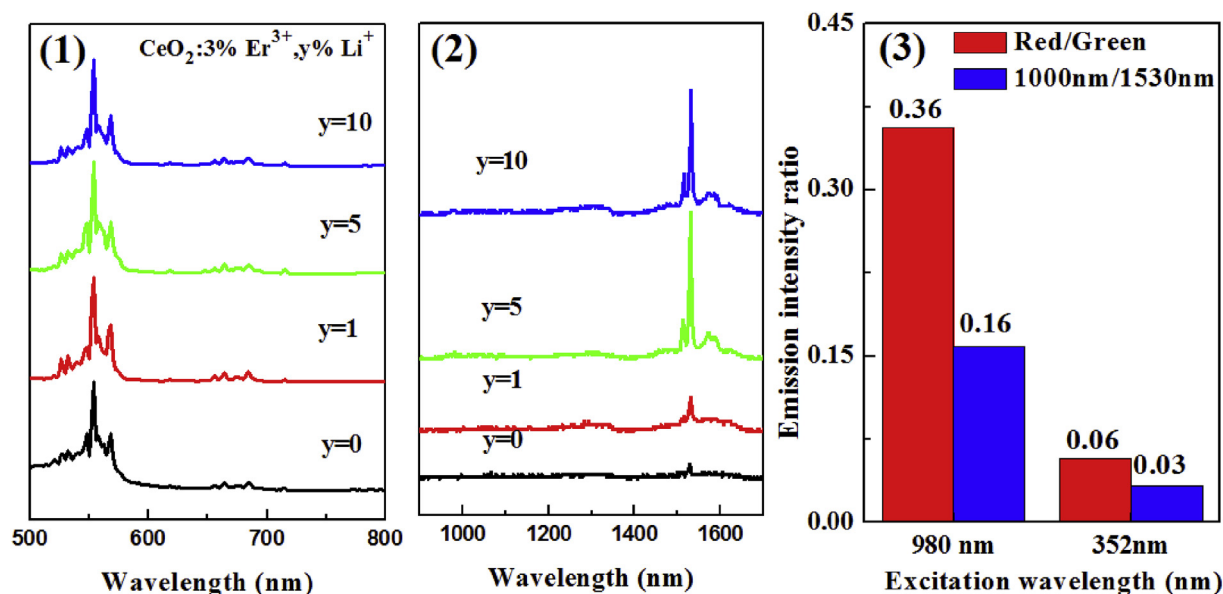 (1)
CeO2:3% Er3+,y% Li+
y=10
y=5
y=1
y=0
500 600 700 800
Wavelength (nm)
(2)
y=10
y=5
y=1
y=0
1000 1200 1400 1600
Wavelength (nm)
(3)
Red/Green
1000nm/1530nm
Emission intensity ratio
0.45
0.30
0.15
0.00
0.36
0.16
0.06
0.03
980 nm 352nm
Excitation wavelength (nm)